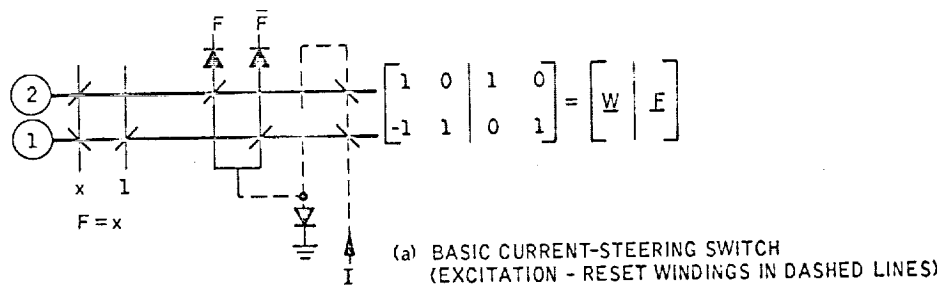 F F̅
2 [1 0 | 1 0] = [W | F]
1 [-1 1 | 0 1]
x 1
F = x
I
(a) BASIC CURRENT-STEERING SWITCH
(EXCITATION - RESET WINDINGS IN DASHED LINES)